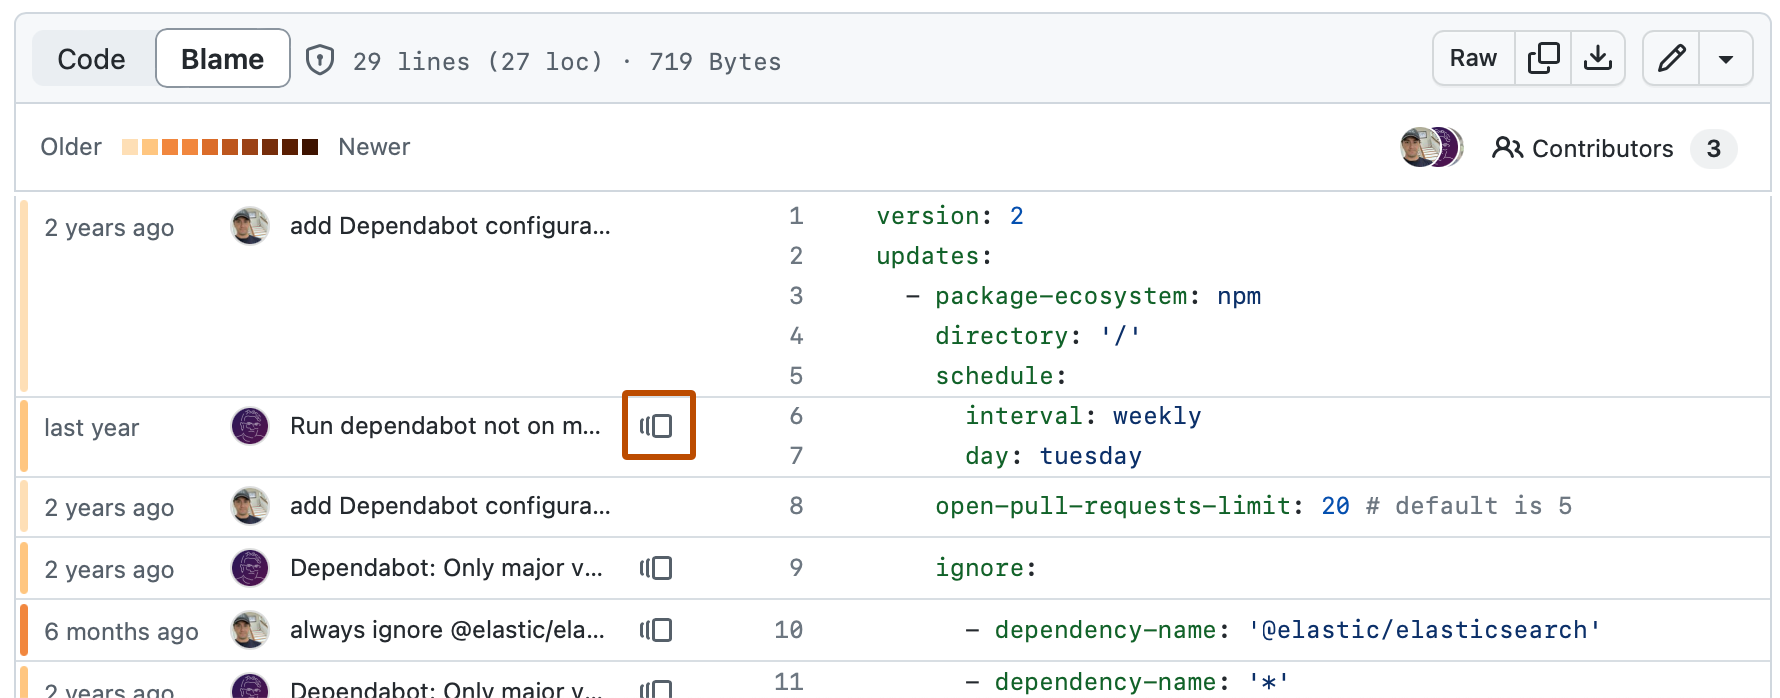 Code Blame 29 lines (27 loc) · 719 Bytes Raw
Older Newer Contributors 3
2 years ago add Dependabot configura... 1 version: 2
2 updates:
3 - package-ecosystem: npm
4 directory: '/'
5 schedule:
last year Run dependabot not on m... 6 interval: weekly
7 day: tuesday
2 years ago add Dependabot configura... 8 open-pull-requests-limit: 20 # default is 5
2 years ago Dependabot: Only major v... 9 ignore:
6 months ago always ignore @elastic/ela... 10 - dependency-name: '@elastic/elasticsearch'
2 years ago Dependabot: Only major v... 11 - dependency-name: '*'